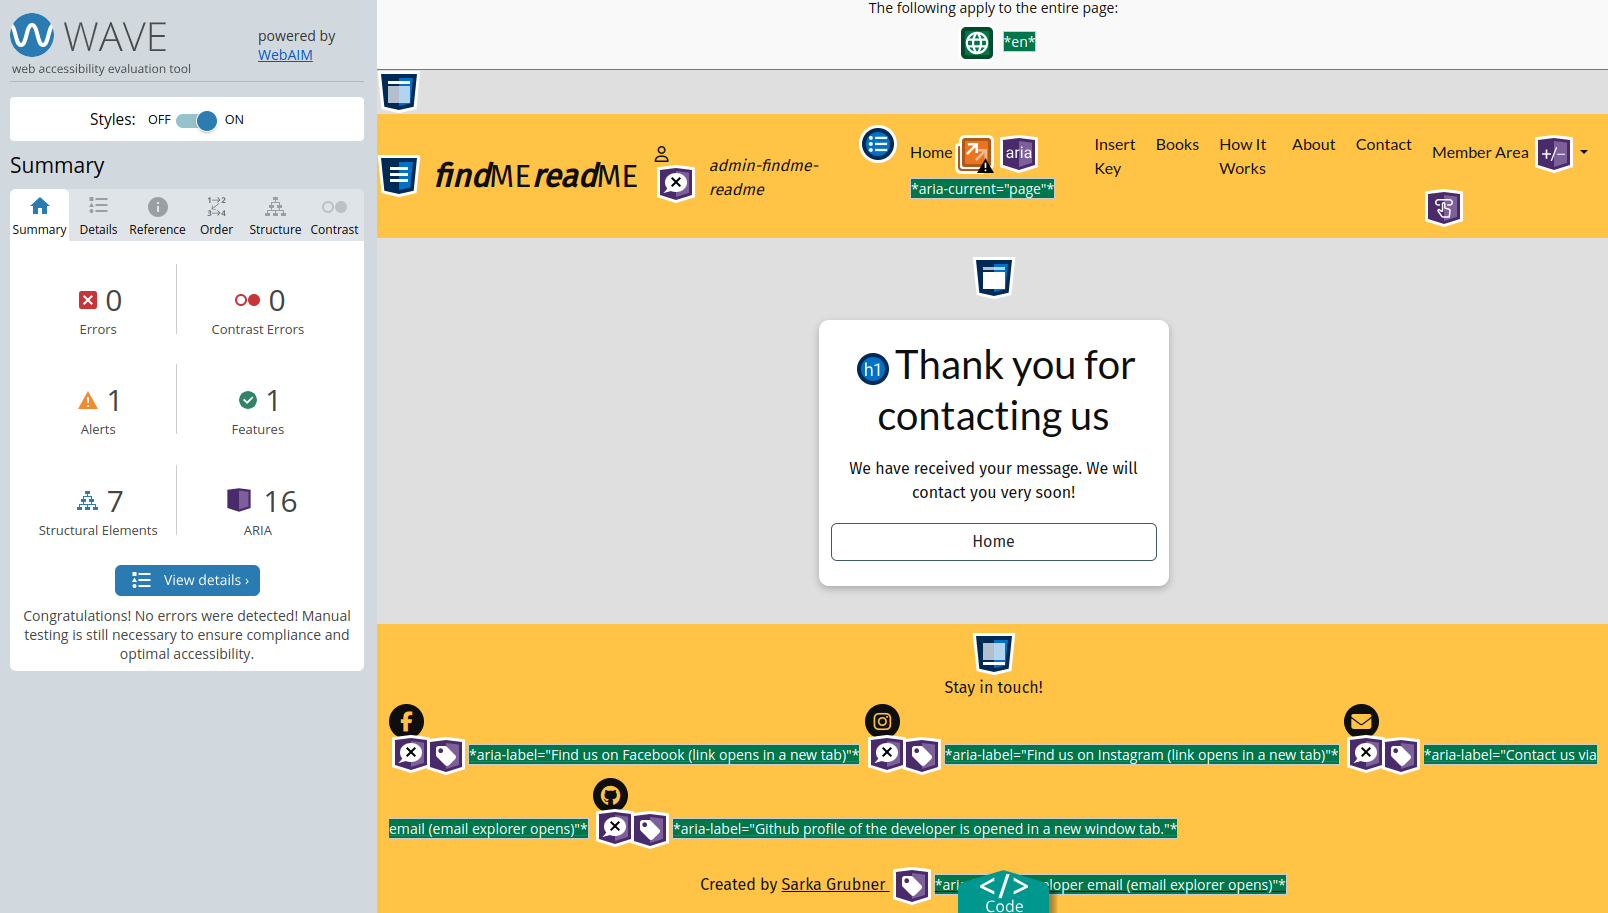 WAVE
web accessibility evaluation tool
powered by
WebAIM
Styles: OFF ON
Summary
Summary Details Reference Order Structure Contrast
0 Errors
0 Contrast Errors
1 Alerts
1 Features
7 Structural Elements
16 ARIA
View details ›
Congratulations! No errors were detected! Manual
testing is still necessary to ensure compliance and
optimal accessibility.
The following apply to the entire page:
*en*
findMEreadME
admin-findme-
readme
Home aria
*aria-current="page"*
Insert
Key
Books
How It
Works
About
Contact
Member Area +/-
h1 Thank you for
contacting us
We have received your message. We will
contact you very soon!
Home
Stay in touch!
*aria-label="Find us on Facebook (link opens in a new tab)"*
*aria-label="Find us on Instagram (link opens in a new tab)"*
*aria-label="Contact us via
email (email explorer opens)"*
*aria-label="Github profile of the developer is opened in a new window tab."*
Created by Sarka Grubner
email (email explorer opens)"*
</> Code